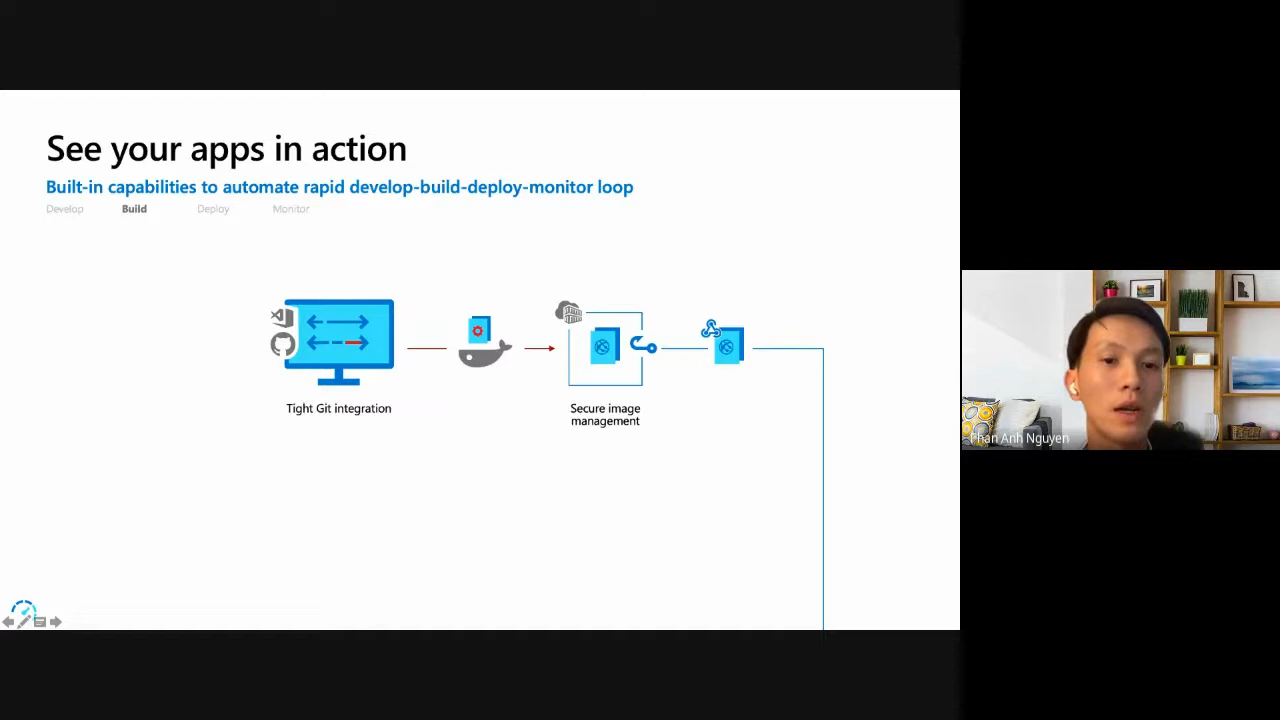 See your apps in action
Built-in capabilities to automate rapid develop-build-deploy-monitor loop
Develop Build Deploy Monitor
Tight Git integration
Secure image
management
Phan Anh Nguyen